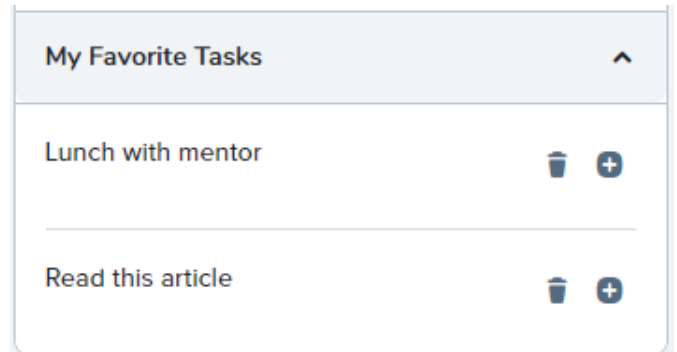 My Favorite Tasks
Lunch with mentor
Read this article